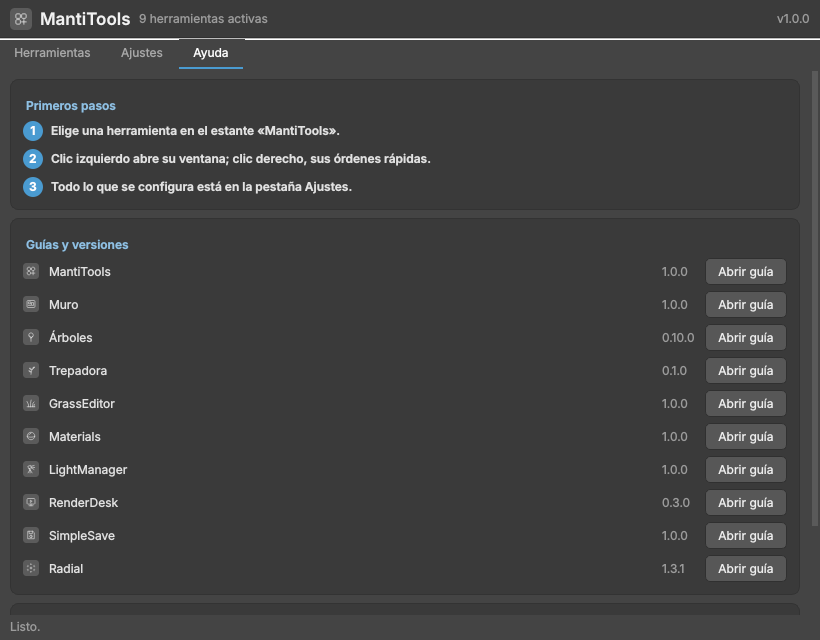 MantiTools 9 herramientas activas v1.0.0
Herramientas Ajustes Ayuda
Primeros pasos
1 Elige una herramienta en el estante «MantiTools».
2 Clic izquierdo abre su ventana; clic derecho, sus órdenes rápidas.
3 Todo lo que se configura está en la pestaña Ajustes.
Guías y versiones
MantiTools 1.0.0 Abrir guía
Muro 1.0.0 Abrir guía
Árboles 0.10.0 Abrir guía
Trepadora 0.1.0 Abrir guía
GrassEditor 1.0.0 Abrir guía
Materials 1.0.0 Abrir guía
LightManager 1.0.0 Abrir guía
RenderDesk 0.3.0 Abrir guía
SimpleSave 1.0.0 Abrir guía
Radial 1.3.1 Abrir guía
Listo.